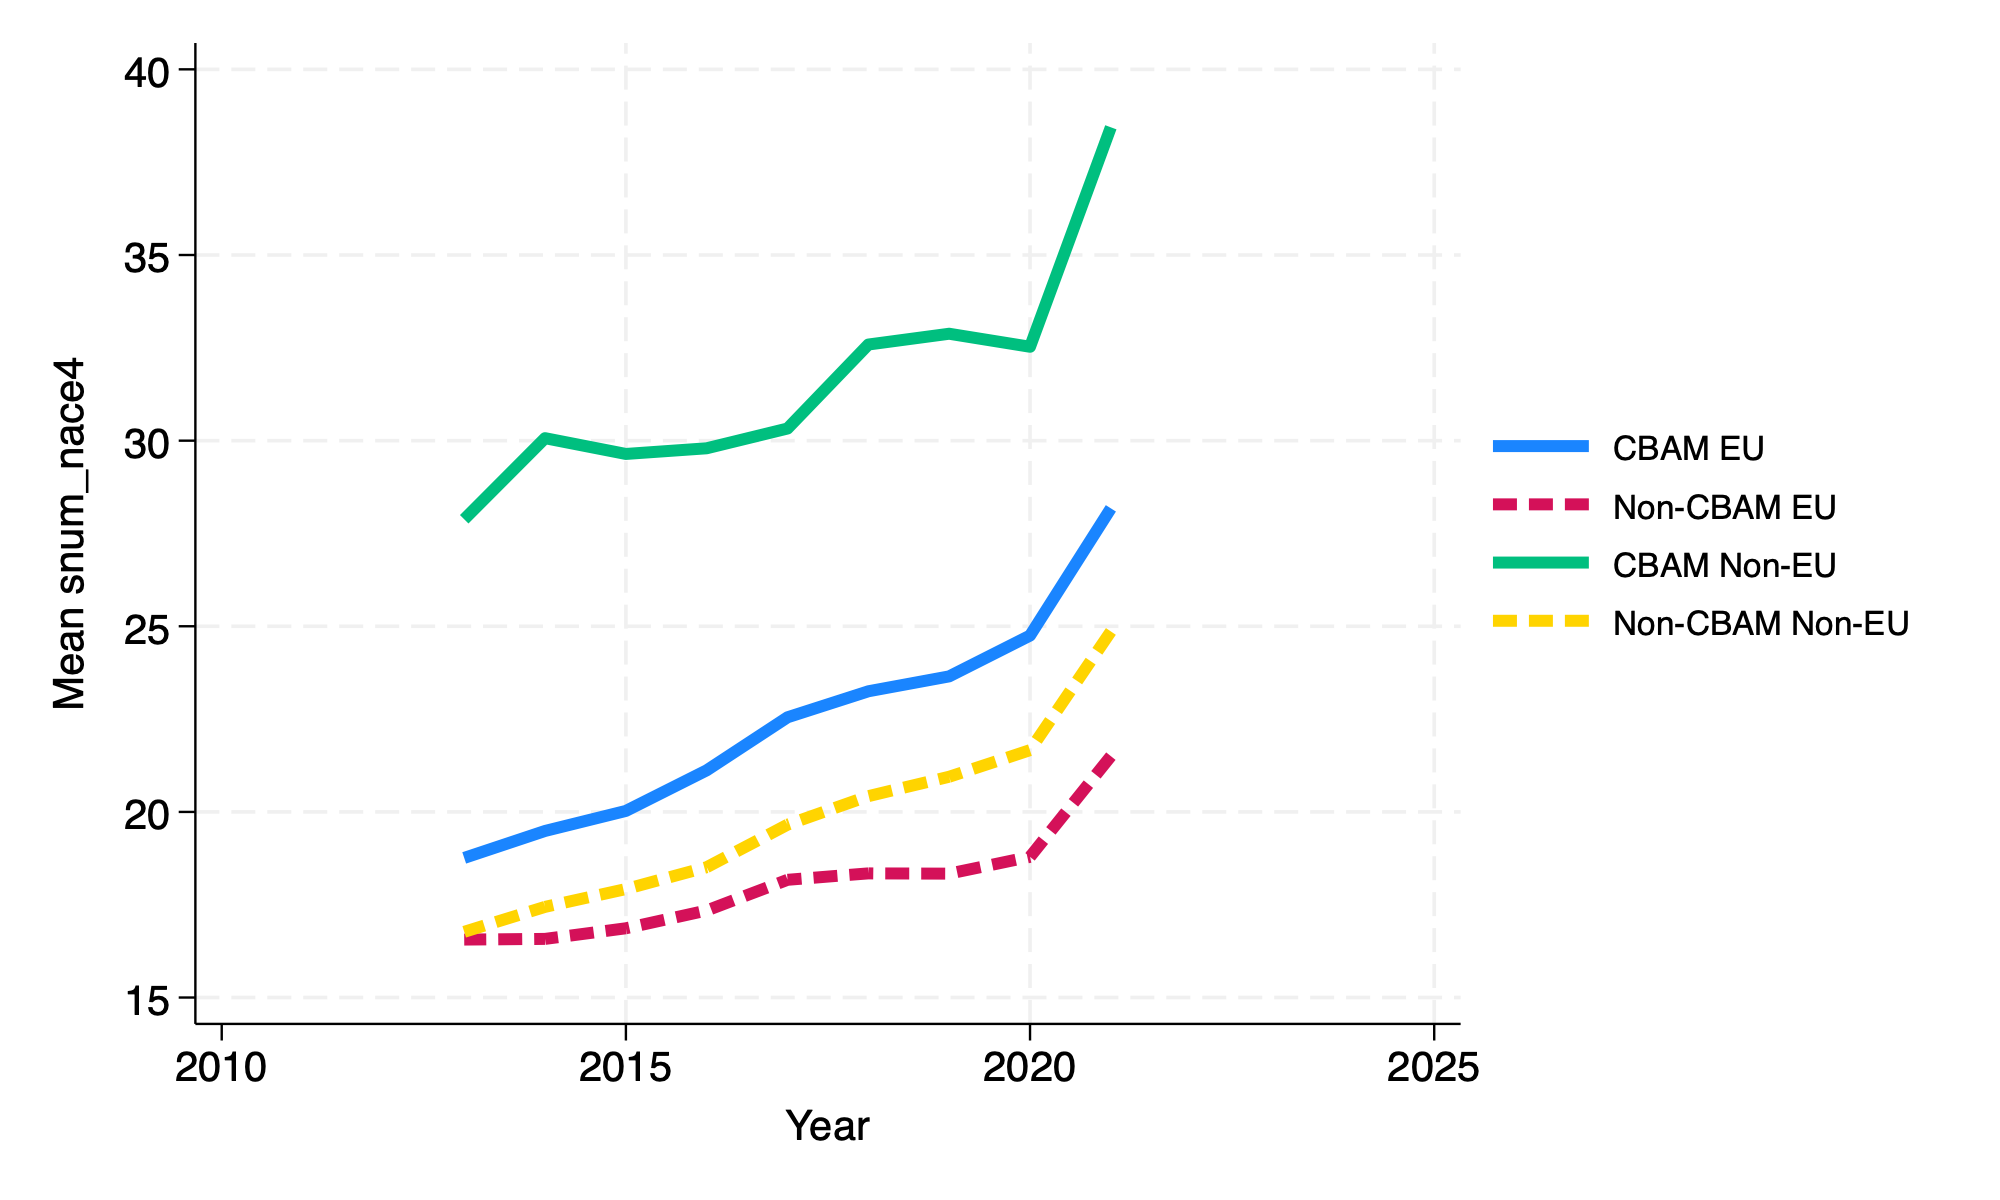 40
35
30
25
20
15
Mean snum_nace4
2010 2015 2020 2025
Year
CBAM EU
Non-CBAM EU
CBAM Non-EU
Non-CBAM Non-EU